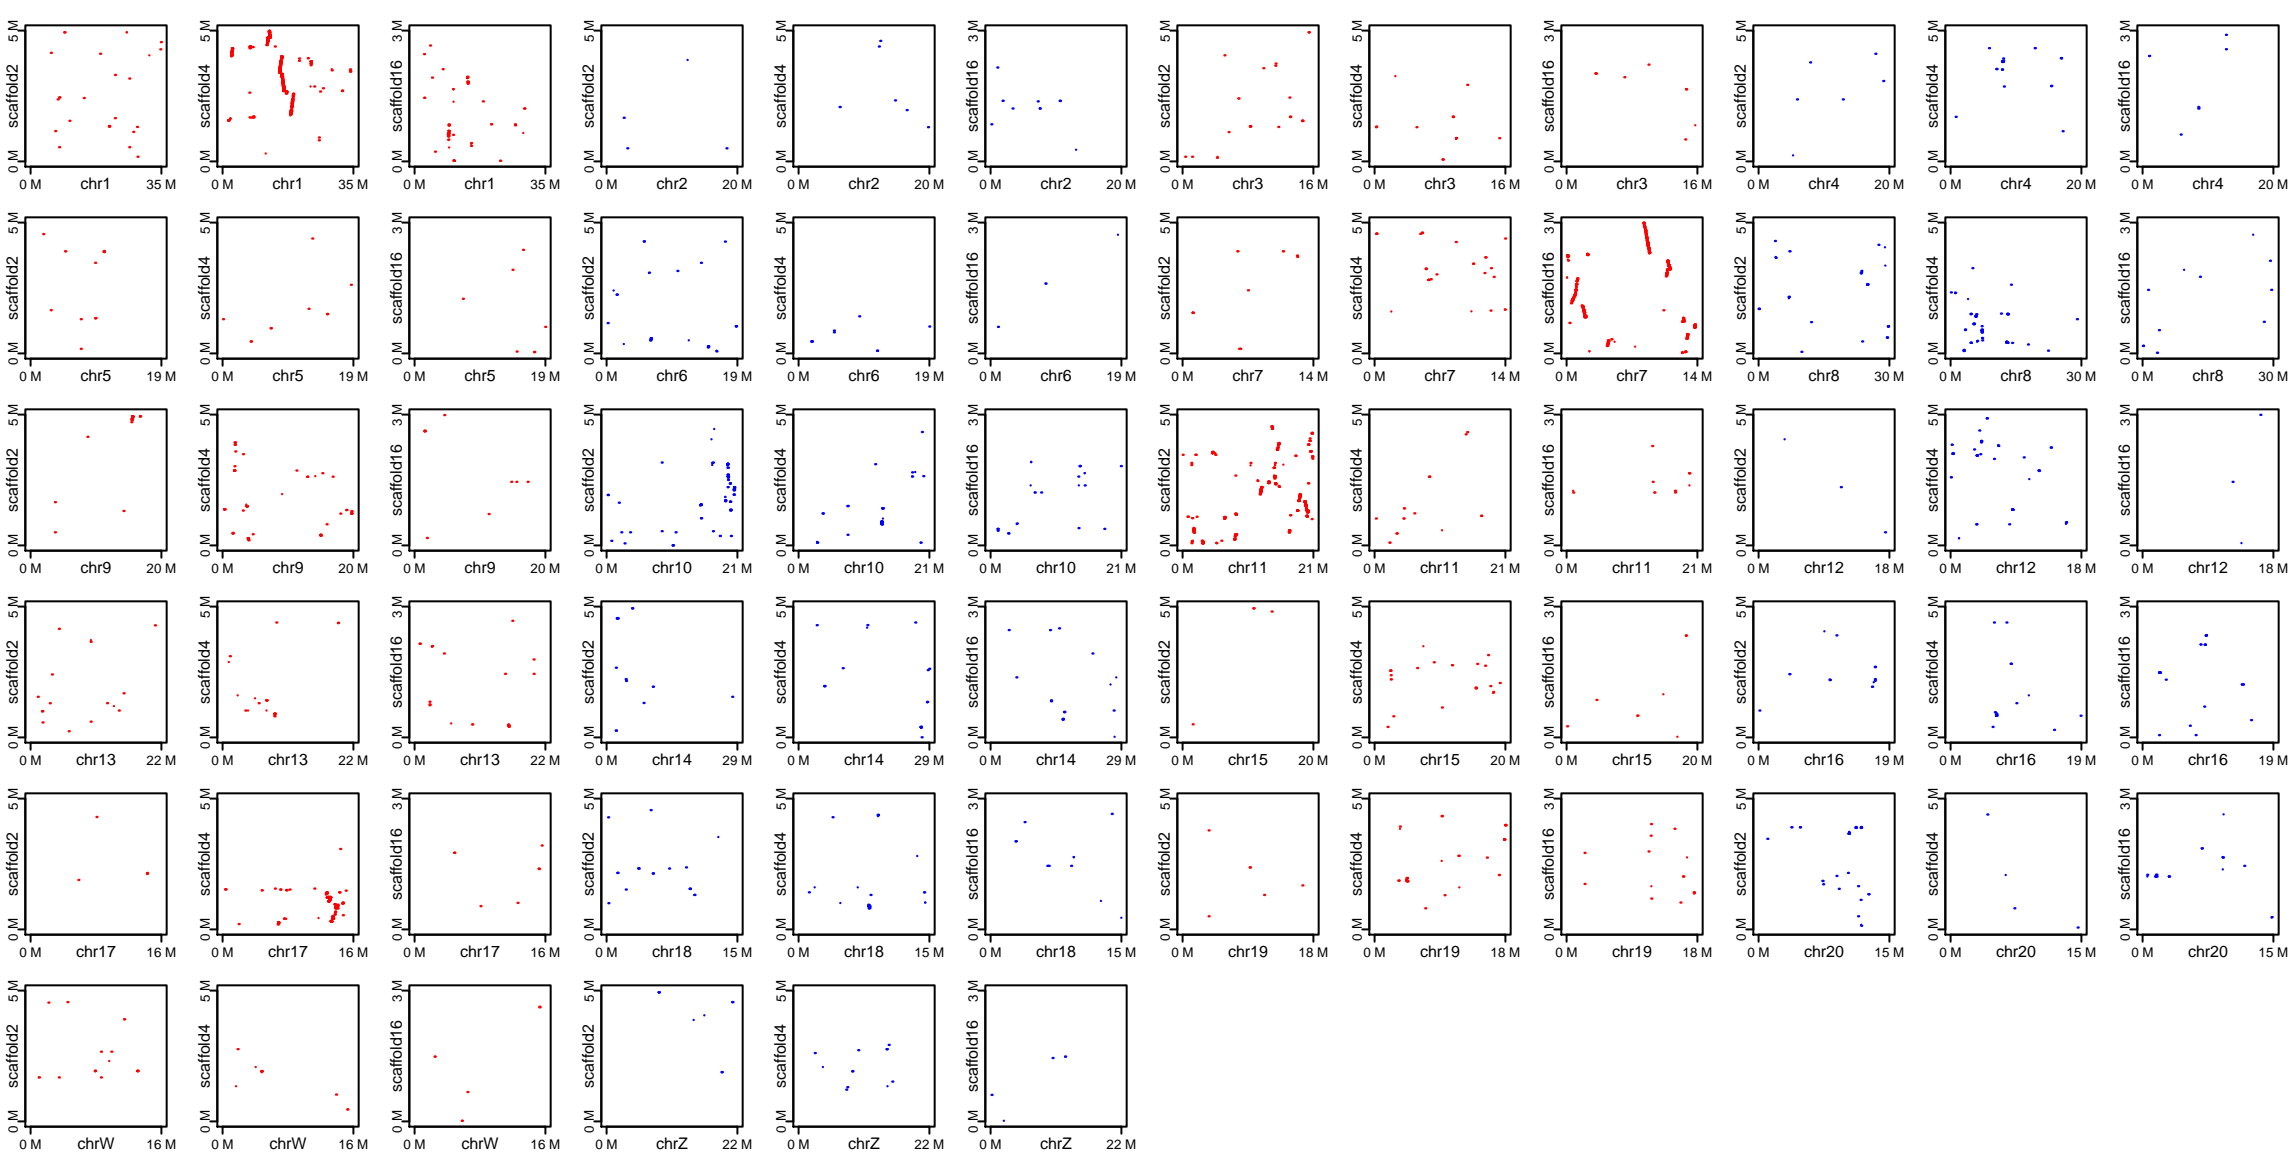 0 M scaffold2 5 M
0 M chr1 35 M
0 M scaffold4 5 M
0 M chr1 35 M
0 M scaffold16 3 M
0 M chr1 35 M
0 M scaffold2 5 M
0 M chr2 20 M
0 M scaffold4 5 M
0 M chr2 20 M
0 M scaffold16 3 M
0 M chr2 21 M
0 M scaffold2 5 M
0 M chr3 16 M
0 M scaffold4 5 M
0 M chr3 16 M
0 M scaffold16 3 M
0 M chr3 16 M
0 M scaffold2 5 M
0 M chr4 20 M
0 M scaffold4 5 M
0 M chr4 20 M
0 M scaffold16 3 M
0 M chr4 20 M
0 M scaffold2 5 M
0 M chr5 19 M
0 M scaffold4 5 M
0 M chr5 19 M
0 M scaffold16 3 M
0 M chr5 19 M
0 M scaffold2 5 M
0 M chr6 19 M
0 M scaffold4 5 M
0 M chr6 19 M
0 M scaffold16 3 M
0 M chr6 19 M
0 M scaffold2 5 M
0 M chr7 14 M
0 M scaffold4 5 M
0 M chr7 14 M
0 M scaffold16 3 M
0 M chr7 14 M
0 M scaffold2 5 M
0 M chr8 30 M
0 M scaffold4 5 M
0 M chr8 30 M
0 M scaffold16 3 M
0 M chr8 30 M
0 M scaffold2 5 M
0 M chr9 20 M
0 M scaffold4 5 M
0 M chr9 20 M
0 M scaffold16 3 M
0 M chr9 20 M
0 M scaffold2 5 M
0 M chr10 21 M
0 M scaffold4 5 M
0 M chr10 21 M
0 M scaffold16 3 M
0 M chr10 21 M
0 M scaffold2 5 M
0 M chr11 21 M
0 M scaffold4 5 M
0 M chr11 21 M
0 M scaffold16 3 M
0 M chr11 21 M
0 M scaffold2 5 M
0 M chr12 18 M
0 M scaffold4 5 M
0 M chr12 18 M
0 M scaffold16 3 M
0 M chr12 18 M
0 M scaffold2 5 M
0 M chr13 22 M
0 M scaffold4 5 M
0 M chr13 22 M
0 M scaffold16 3 M
0 M chr13 22 M
0 M scaffold2 5 M
0 M chr14 29 M
0 M scaffold4 5 M
0 M chr14 29 M
0 M scaffold16 3 M
0 M chr14 29 M
0 M scaffold2 5 M
0 M chr15 20 M
0 M scaffold4 5 M
0 M chr15 20 M
0 M scaffold16 3 M
0 M chr15 20 M
0 M scaffold2 5 M
0 M chr16 19 M
0 M scaffold4 5 M
0 M chr16 19 M
0 M scaffold16 3 M
0 M chr16 19 M
0 M scaffold2 5 M
0 M chr17 16 M
0 M scaffold4 5 M
0 M chr17 16 M
0 M scaffold16 3 M
0 M chr17 16 M
0 M scaffold2 5 M
0 M chr18 15 M
0 M scaffold4 5 M
0 M chr18 15 M
0 M scaffold16 3 M
0 M chr18 15 M
0 M scaffold2 5 M
0 M chr19 18 M
0 M scaffold4 5 M
0 M chr19 18 M
0 M scaffold16 3 M
0 M chr19 18 M
0 M scaffold2 5 M
0 M chr20 15 M
0 M scaffold4 5 M
0 M chr20 15 M
0 M scaffold16 3 M
0 M chr20 15 M
0 M scaffold2 5 M
0 M chrW 16 M
0 M scaffold4 5 M
0 M chrW 16 M
0 M scaffold16 3 M
0 M chrW 16 M
0 M scaffold2 5 M
0 M chrZ 22 M
0 M scaffold4 5 M
0 M chrZ 22 M
0 M scaffold16 3 M
0 M chrZ 22 M